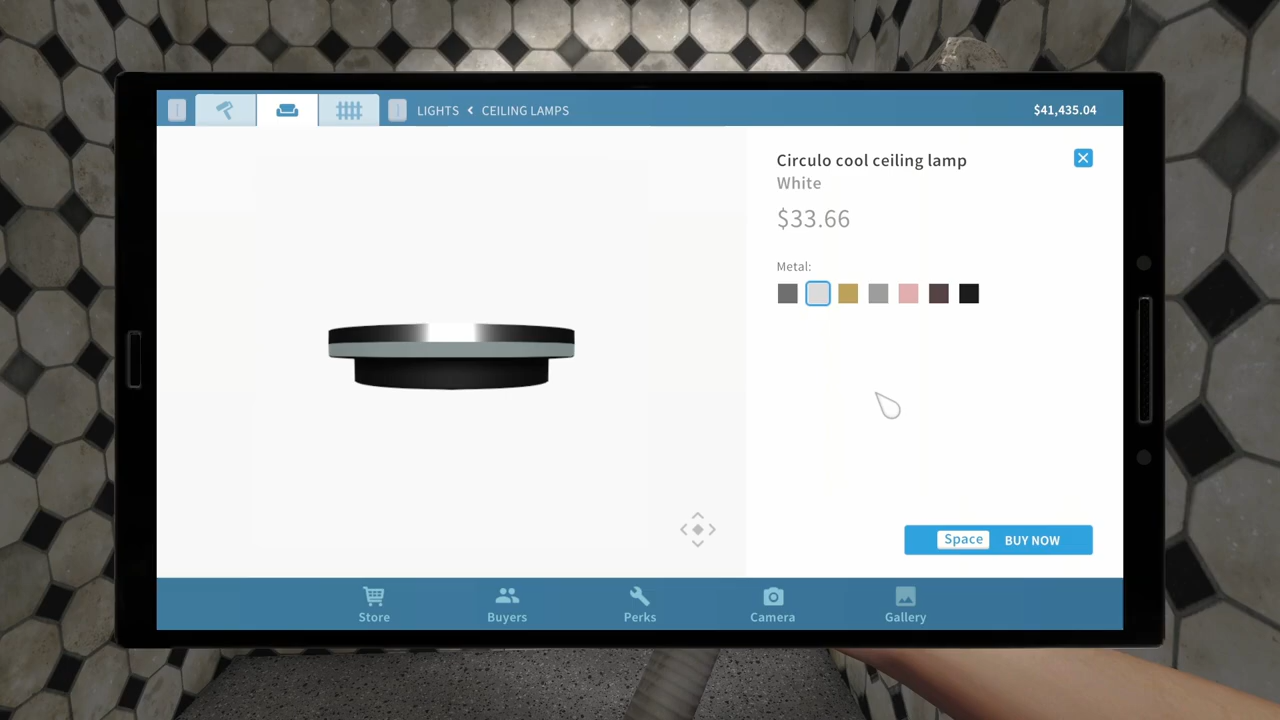 LIGHTS < CEILING LAMPS
$41,435.04
Circulo cool ceiling lamp
White
$33.66
Metal:
Space BUY NOW
Store
Buyers
Perks
Camera
Gallery